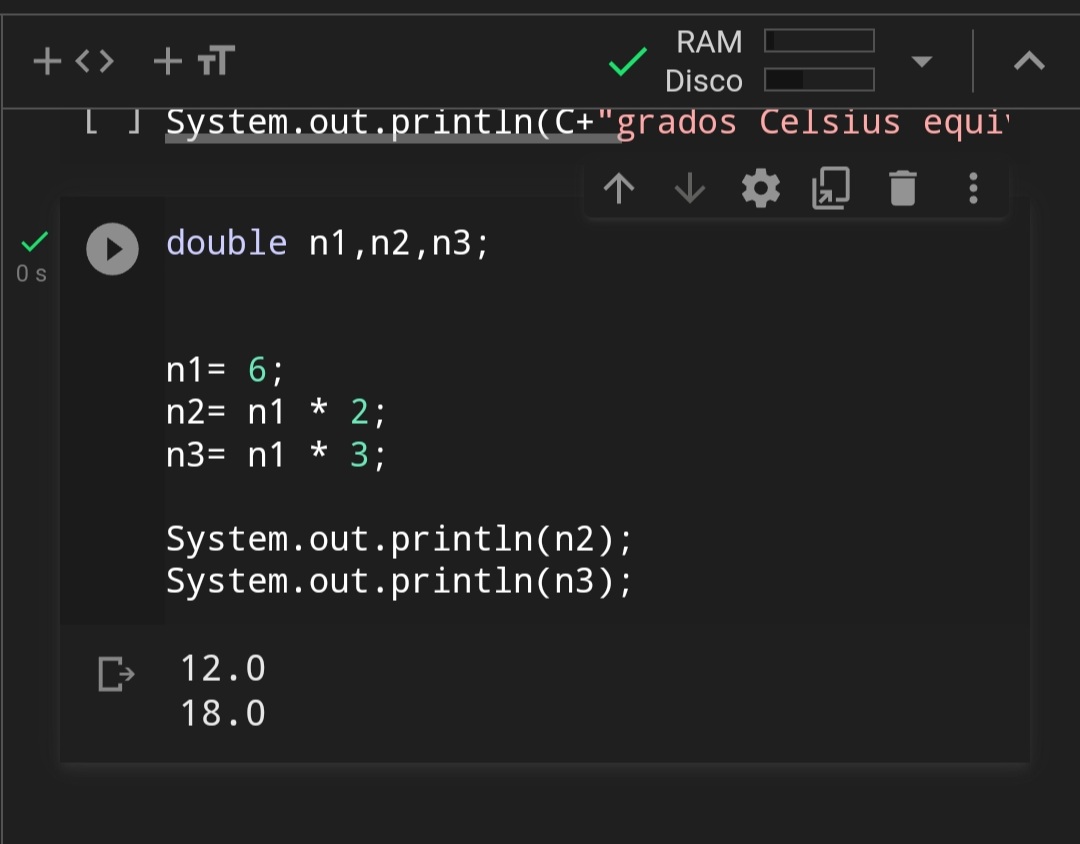 + <> + TT
RAM
Disco
[ ] System.out.println(C+"grados Celsius equi
0 s
double n1,n2,n3;
n1= 6;
n2= n1 * 2;
n3= n1 * 3;
System.out.println(n2);
System.out.println(n3);
12.0
18.0